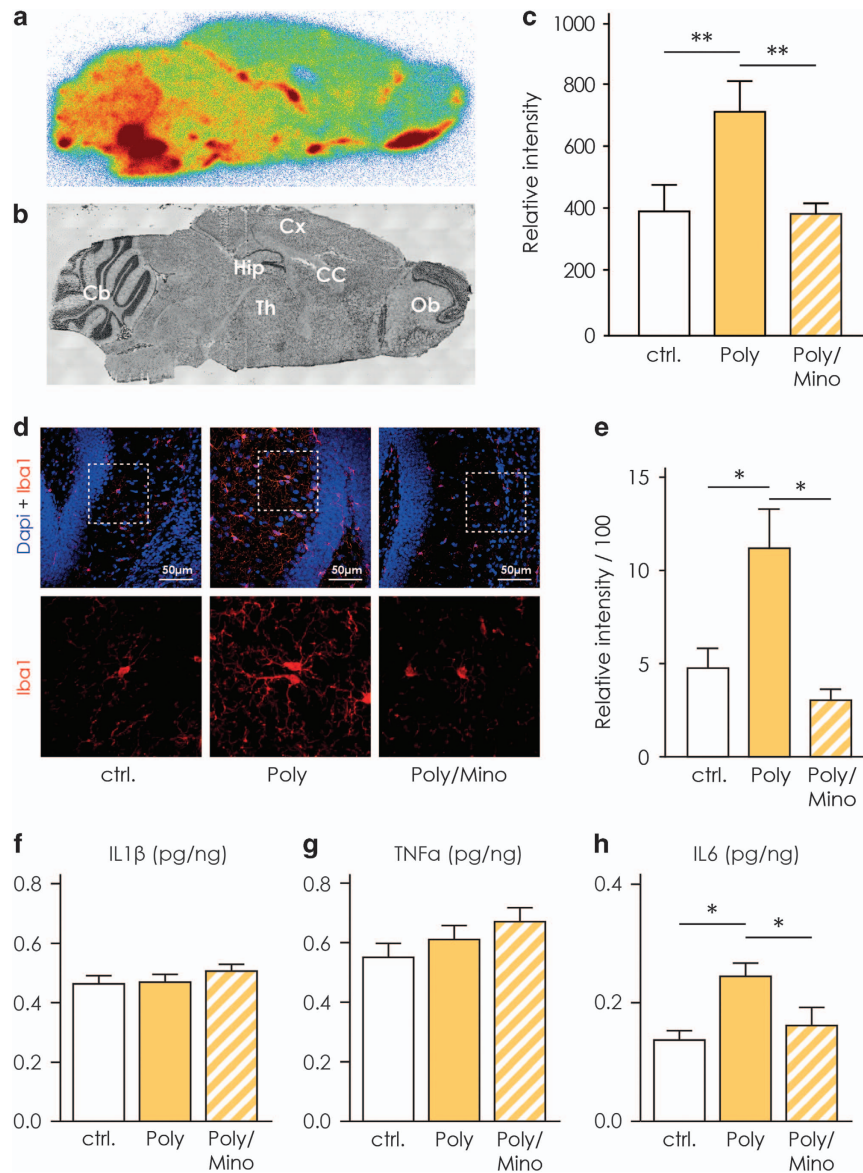 a
b
Cx
Hip
CC
Cb
Th
Ob
c
Relative intensity
1000
800
600
400
200
0
**
**
ctrl.
Poly
Poly/
Mino
d
Dapi + Iba1
50µm
50µm
50µm
Iba1
ctrl.
Poly
Poly/Mino
e
Relative intensity / 100
15
10
5
0
*
*
ctrl.
Poly
Poly/
Mino
f
IL1β (pg/ng)
0.8
0.6
0.4
0.2
0.0
ctrl.
Poly
Poly/
Mino
g
TNFα (pg/ng)
0.8
0.6
0.4
0.2
0.0
ctrl.
Poly
Poly/
Mino
h
IL6 (pg/ng)
0.4
0.2
0.0
*
*
ctrl.
Poly
Poly/
Mino